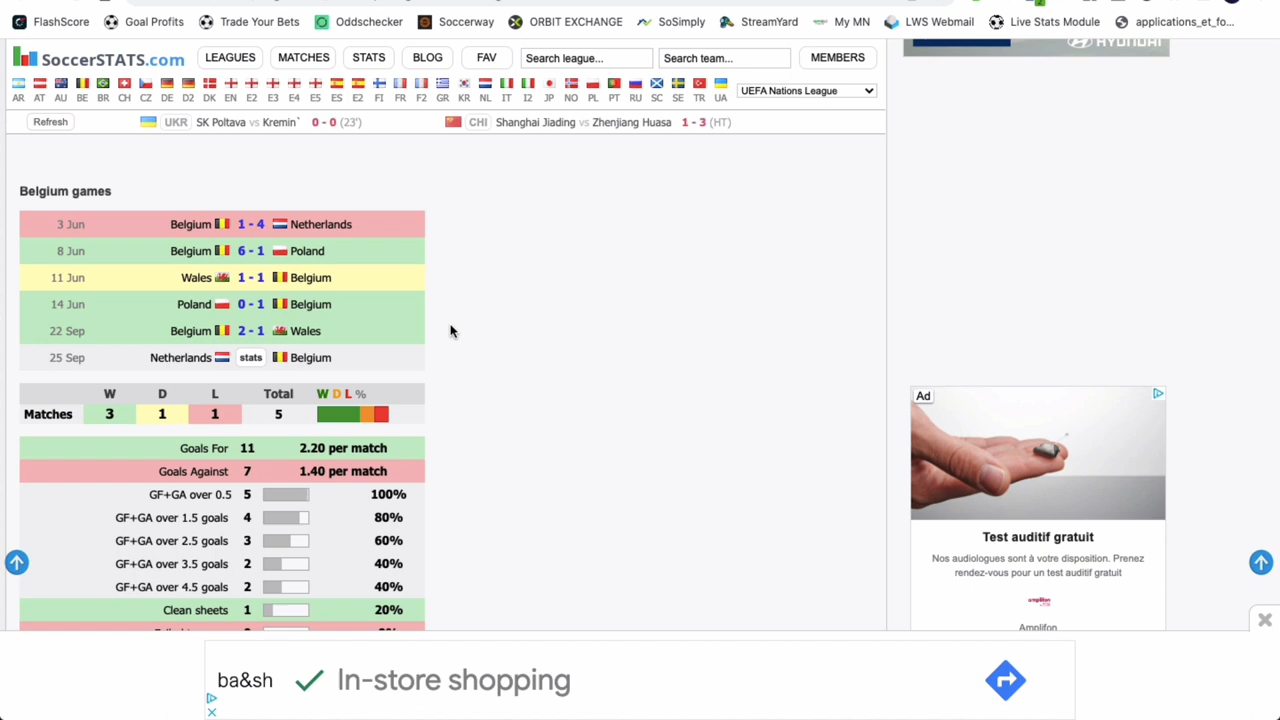 FlashScore Goal Profits Trade Your Bets Oddschecker Soccerway ORBIT EXCHANGE SoSimply StreamYard My MN LWS Webmail Live Stats Module applications_et_fo...
SoccerSTATS.com LEAGUES MATCHES STATS BLOG FAV Search league... Search team... MEMBERS
HYUNDAI
AR AT AU BE BR CH CZ DE D2 DK EN E2 E3 E4 E5 ES E2 FI FR F2 GR KR NL IT I2 JP NO PL PT RU SC SE TR UA UEFA Nations League
Refresh UKR SK Poltava vs Kremin` 0 - 0 (23') CHI Shanghai Jiading vs Zhenjiang Huasa 1 - 3 (HT)
Belgium games
3 Jun Belgium 1 - 4 Netherlands
8 Jun Belgium 6 - 1 Poland
11 Jun Wales 1 - 1 Belgium
14 Jun Poland 0 - 1 Belgium
22 Sep Belgium 2 - 1 Wales
25 Sep Netherlands stats Belgium
W D L Total W D L %
Matches 3 1 1 5
Goals For 11 2.20 per match
Goals Against 7 1.40 per match
GF+GA over 0.5 5 100%
GF+GA over 1.5 goals 4 80%
GF+GA over 2.5 goals 3 60%
GF+GA over 3.5 goals 2 40%
GF+GA over 4.5 goals 2 40%
Clean sheets 1 20%
Ad
Test auditif gratuit
Nos audiologues sont à votre disposition. Prenez
rendez-vous pour un test auditif gratuit
amplifon
Amplifon
ba&sh In-store shopping